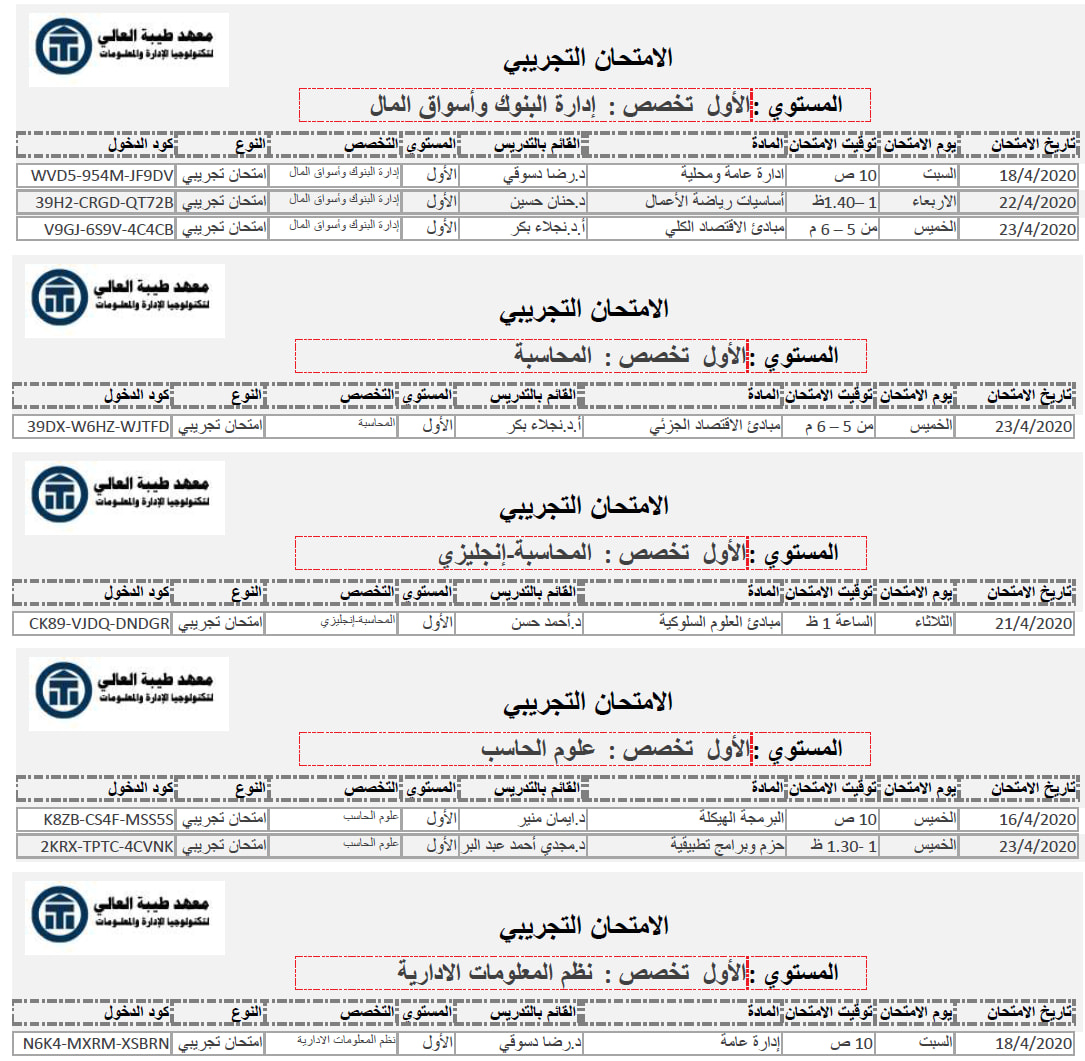 معهد طيبة العالي
لتكنولوجيا الإدارة والمعلومات
الامتحان التجريبي
المستوي : الأول تخصص : إدارة البنوك وأسواق المال
تاريخ الامتحان يوم الامتحان توقيت الامتحان المادة القائم بالتدريس المستوي التخصص النوع كود الدخول
18/4/2020 السبت 10 ص ادارة عامة ومحلية د.رضا دسوقي الأول إدارة البنوك وأسواق المال امتحان تجريبي WVD5-954M-JF9DV
22/4/2020 الاربعاء 1 –1.40ظ أساسيات رياضة الأعمال د.حنان حسين الأول إدارة البنوك وأسواق المال امتحان تجريبي 39H2-CRGD-QT72B
23/4/2020 الخميس من 5 – 6 م مبادئ الاقتصاد الكلي أ.د.نجلاء بكر الأول إدارة البنوك وأسواق المال امتحان تجريبي V9GJ-6S9V-4C4CB
معهد طيبة العالي
لتكنولوجيا الإدارة والمعلومات
الامتحان التجريبي
المستوي : الأول تخصص : المحاسبة
تاريخ الامتحان يوم الامتحان توقيت الامتحان المادة القائم بالتدريس المستوي التخصص النوع كود الدخول
23/4/2020 الخميس من 5 – 6 م مبادئ الاقتصاد الجزئي أ.د.نجلاء بكر الأول المحاسبة امتحان تجريبي 39DX-W6HZ-WJTFD
معهد طيبة العالي
لتكنولوجيا الإدارة والمعلومات
الامتحان التجريبي
المستوي : الأول تخصص : المحاسبة-إنجليزي
تاريخ الامتحان يوم الامتحان توقيت الامتحان المادة القائم بالتدريس المستوي التخصص النوع كود الدخول
21/4/2020 الثلاثاء الساعة 1 ظ مبادئ العلوم السلوكية د.أحمد حسن الأول المحاسبة-إنجليزي امتحان تجريبي CK89-VJDQ-DNDGR
معهد طيبة العالي
لتكنولوجيا الإدارة والمعلومات
الامتحان التجريبي
المستوي : الأول تخصص : علوم الحاسب
تاريخ الامتحان يوم الامتحان توقيت الامتحان المادة القائم بالتدريس المستوي التخصص النوع كود الدخول
16/4/2020 الخميس 10 ص البرمجة الهيكلة د.ايمان منير الأول علوم الحاسب امتحان تجريبي K8ZB-CS4F-MSS5S
23/4/2020 الخميس 1 -1.30 ظ حزم وبرامج تطبيقية د.مجدي أحمد عبد البر الأول علوم الحاسب امتحان تجريبي 2KRX-TPTC-4CVNK
معهد طيبة العالي
لتكنولوجيا الإدارة والمعلومات
الامتحان التجريبي
المستوي : الأول تخصص : نظم المعلومات الادارية
تاريخ الامتحان يوم الامتحان توقيت الامتحان المادة القائم بالتدريس المستوي التخصص النوع كود الدخول
18/4/2020 السبت 10 ص إدارة عامة د.رضا دسوقي الأول نظم المعلومات الادارية امتحان تجريبي N6K4-MXRM-XSBRN